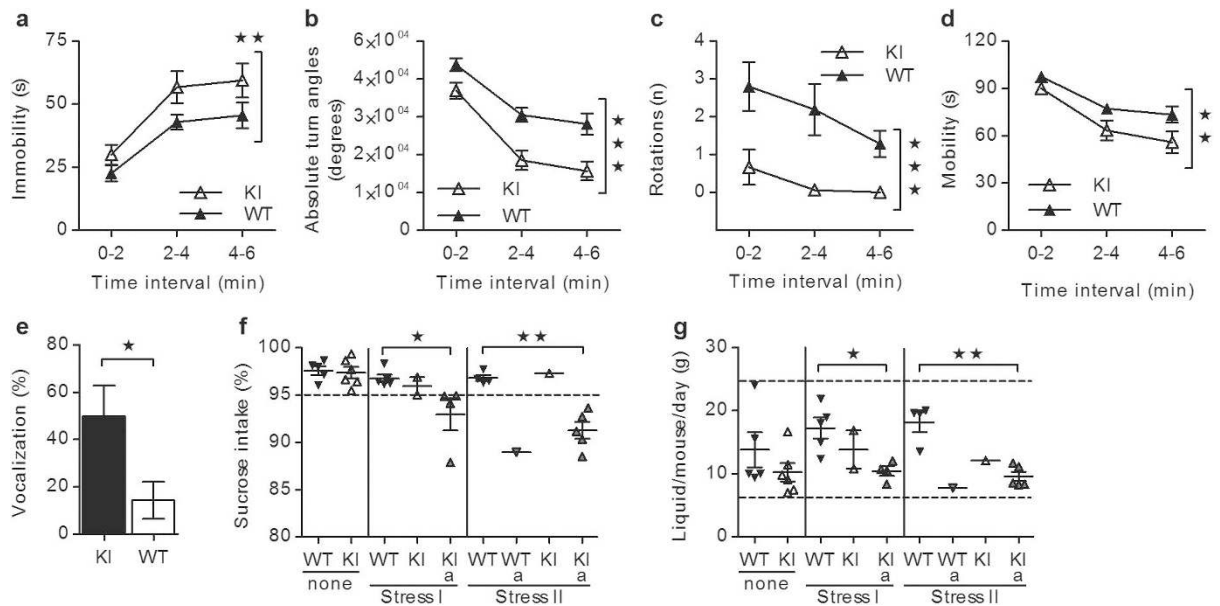 a
Immobility (s)
75
50
25
0
★★
KI
WT
0-2 2-4 4-6
Time interval (min)
b
Absolute turn angles
(degrees)
6×10⁰⁴
4×10⁰⁴
3×10⁰⁴
2×10⁰⁴
1×10⁰⁴
0
KI
WT
★
★
★
0-2 2-4 4-6
Time interval (min)
c
Rotations (n)
4
3
2
1
0
KI
WT
★
★
★
0-2 2-4 4-6
Time interval (min)
d
Mobility (s)
120
90
60
30
0
KI
WT
★
★
0-2 2-4 4-6
Time interval (min)
e
Vocalization (%)
80
60
40
20
0
★
KI WT
f
Sucrose intake (%)
100
95
90
85
80
★
★★
WT KI WT KI KI WT WT KI KI
a a a
none Stress I Stress II
g
Liquid/mouse/day (g)
30
20
10
0
★
★★
WT KI WT KI KI WT WT KI KI
a a a
none Stress I Stress II